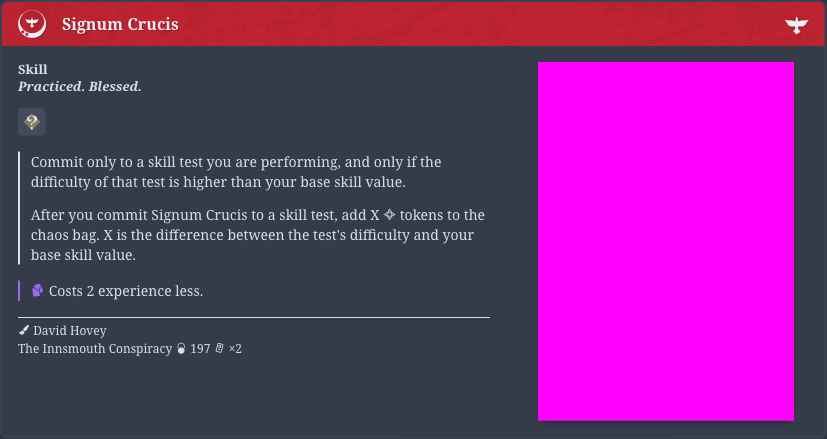 Signum Crucis
Skill
Practiced. Blessed.
?
Commit only to a skill test you are performing, and only if the
difficulty of that test is higher than your base skill value.
After you commit Signum Crucis to a skill test, add X tokens to the
chaos bag. X is the difference between the test's difficulty and your
base skill value.
Costs 2 experience less.
David Hovey
The Innsmouth Conspiracy 197 ×2